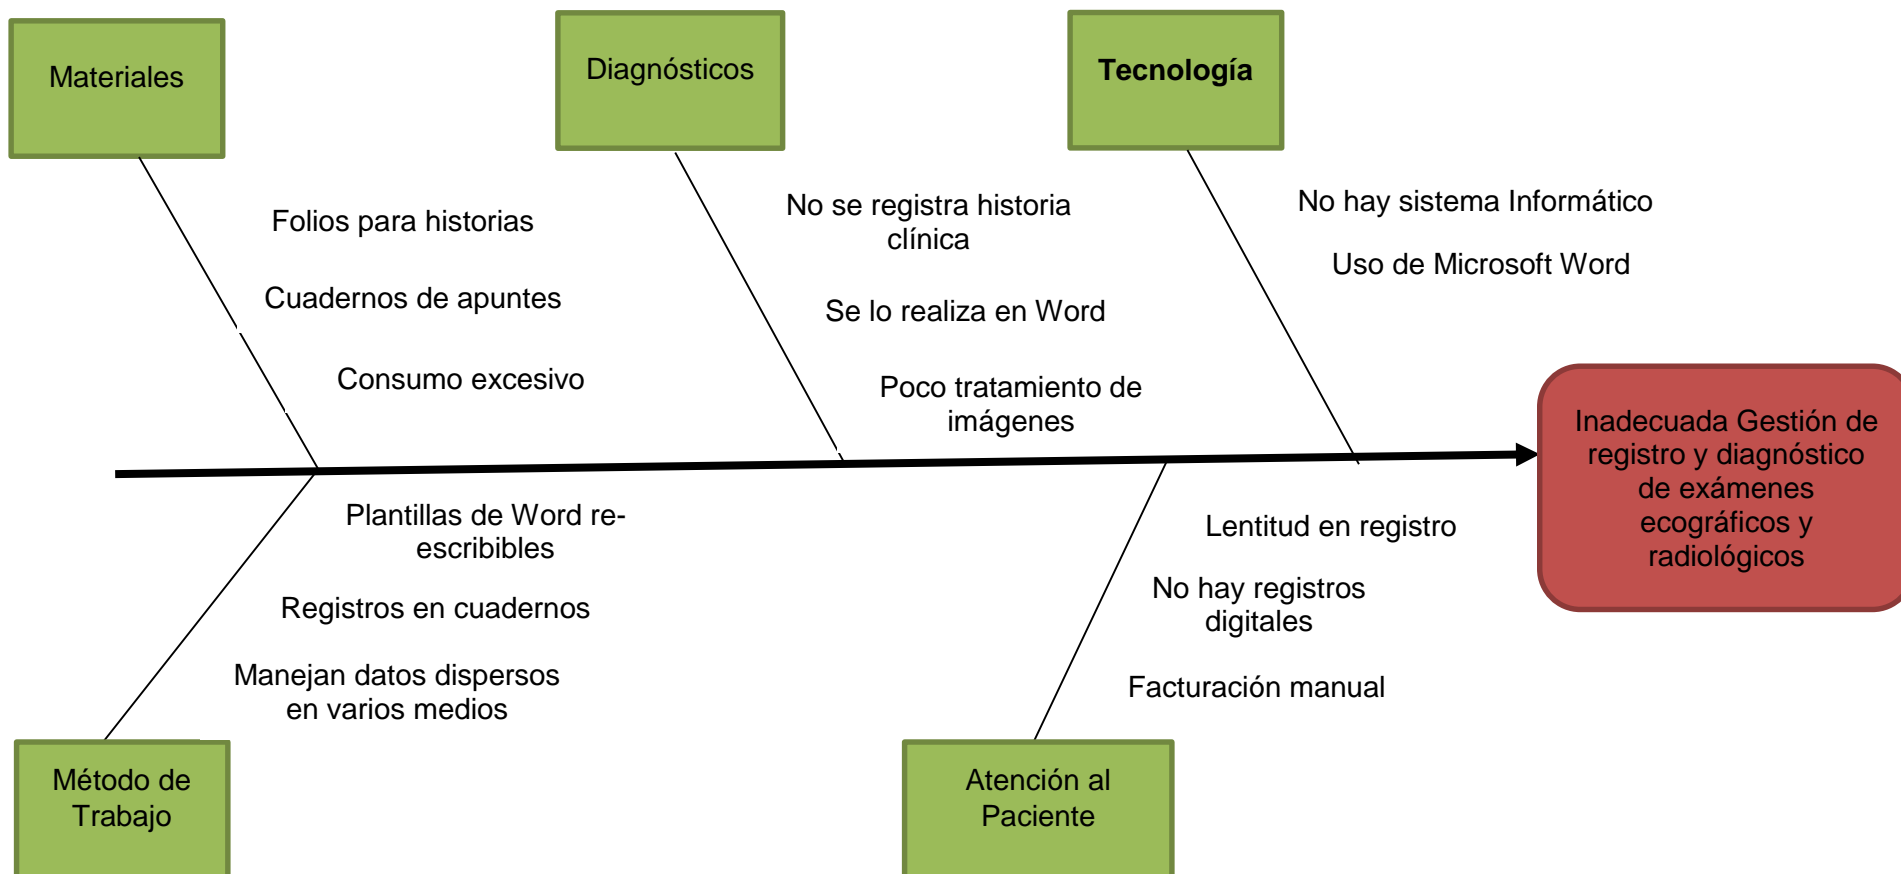 Materiales
Diagnósticos
Tecnología
Folios para historias
Cuadernos de apuntes
Consumo excesivo
No se registra historia
clínica
Se lo realiza en Word
Poco tratamiento de
imágenes
No hay sistema Informático
Uso de Microsoft Word
Inadecuada Gestión de
registro y diagnóstico
de exámenes
ecográficos y
radiológicos
Plantillas de Word re-
escribibles
Registros en cuadernos
Manejan datos dispersos
en varios medios
Lentitud en registro
No hay registros
digitales
Facturación manual
Método de
Trabajo
Atención al
Paciente